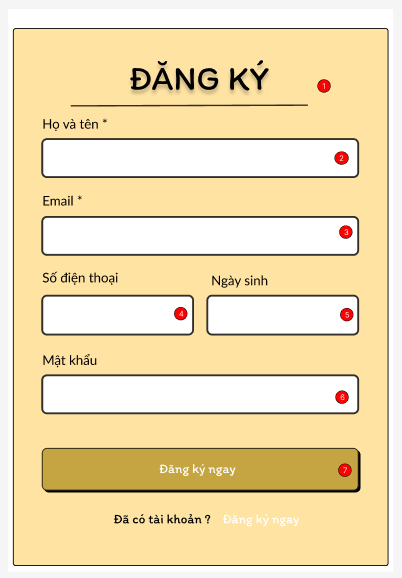 ĐĂNG KÝ 1
Họ và tên *
2
Email *
3
Số điện thoại Ngày sinh
4 5
Mật khẩu
6
Đăng ký ngay 7
Đã có tài khoản ? Đăng ký ngay